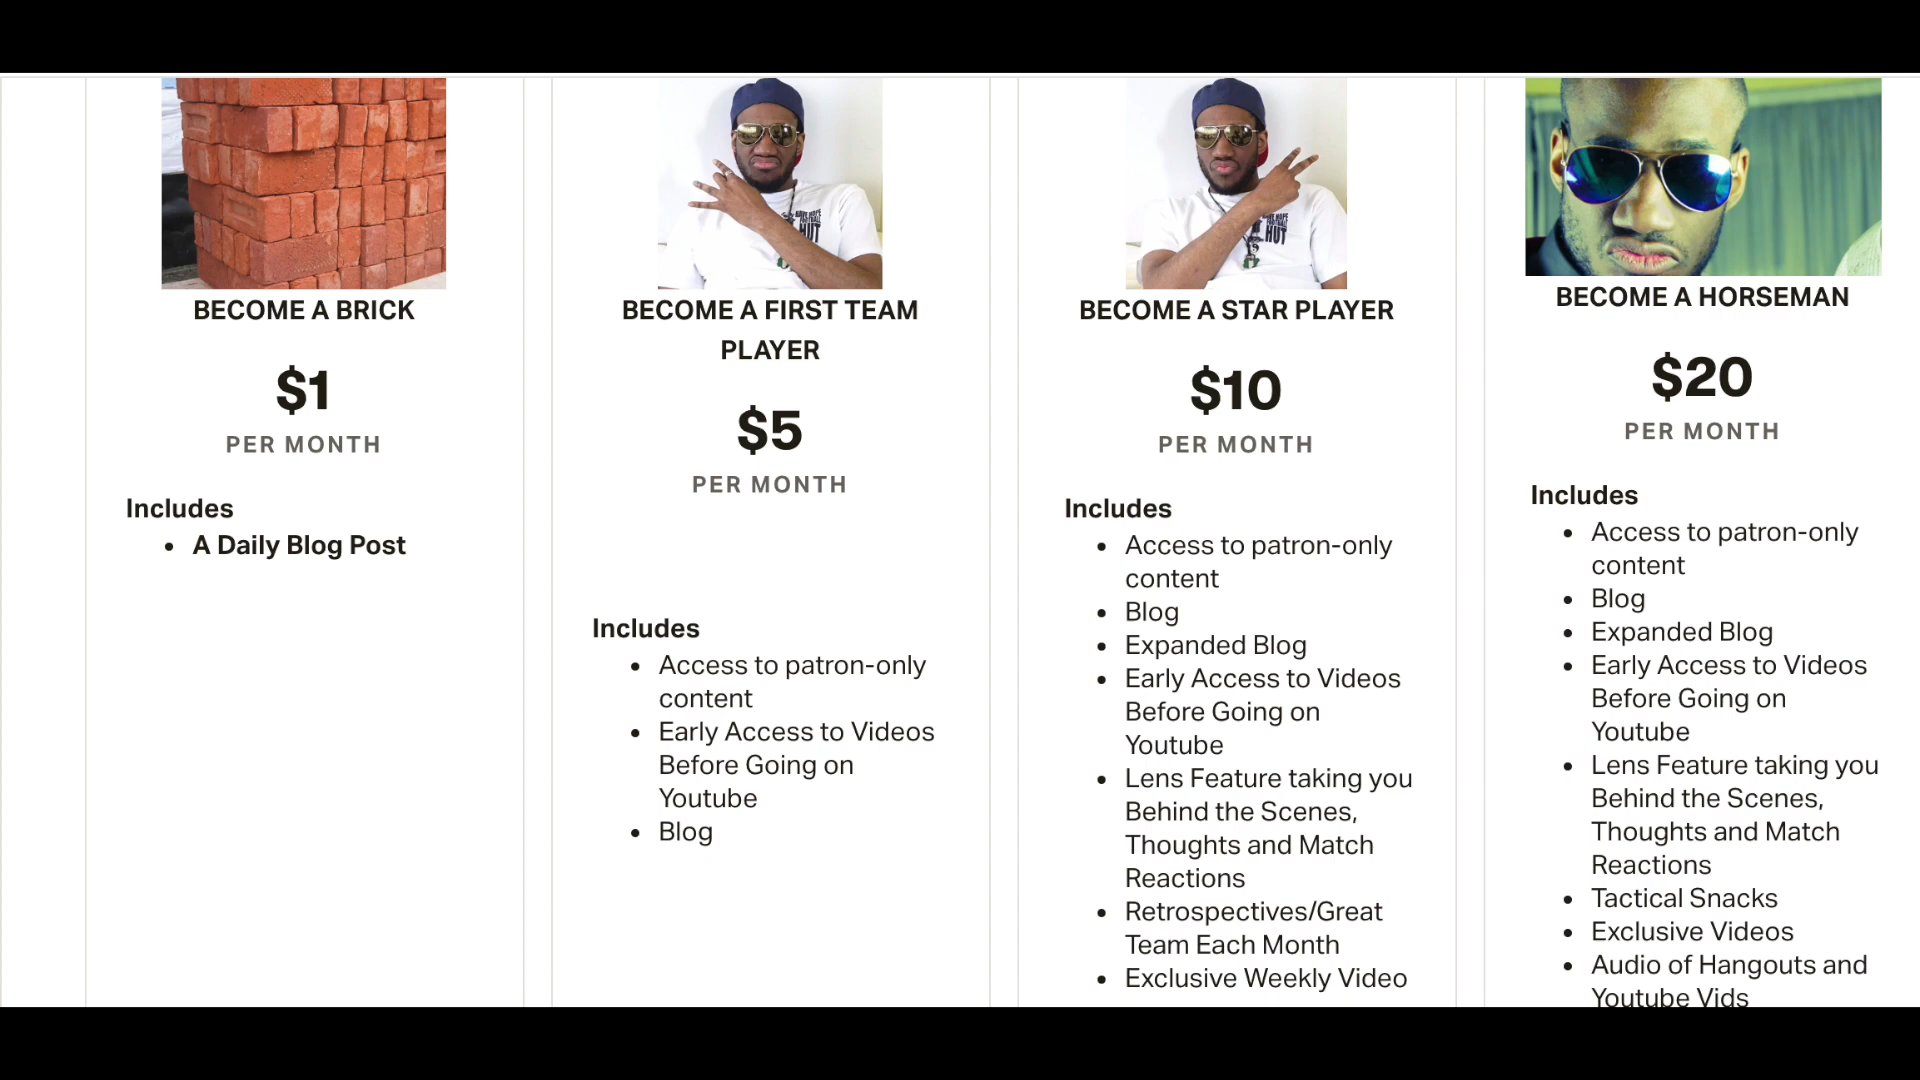 BECOME A BRICK
$1
PER MONTH
Includes
• A Daily Blog Post
HAVE HOPE
FOOTBALL
HUT
BECOME A FIRST TEAM
PLAYER
$5
PER MONTH
Includes
• Access to patron-only
content
• Early Access to Videos
Before Going on
Youtube
• Blog
HUT
BECOME A STAR PLAYER
$10
PER MONTH
Includes
• Access to patron-only
content
• Blog
• Expanded Blog
• Early Access to Videos
Before Going on
Youtube
• Lens Feature taking you
Behind the Scenes,
Thoughts and Match
Reactions
• Retrospectives/Great
Team Each Month
• Exclusive Weekly Video
BECOME A HORSEMAN
$20
PER MONTH
Includes
• Access to patron-only
content
• Blog
• Expanded Blog
• Early Access to Videos
Before Going on
Youtube
• Lens Feature taking you
Behind the Scenes,
Thoughts and Match
Reactions
• Tactical Snacks
• Exclusive Videos
• Audio of Hangouts and
Youtube Vids